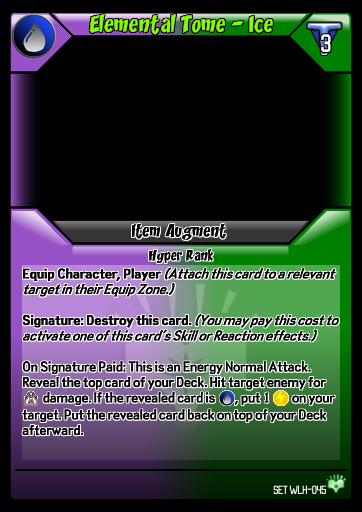 Elemental Tome - Ice
3
Item Augment
Hyper Rank
Equip Character, Player (Attach this card to a relevant
target in their Equip Zone.)
Signature: Destroy this card. (You may pay this cost to
activate one of this card's Skill or Reaction effects.)
On Signature Paid: This is an Energy Normal Attack.
Reveal the top card of your Deck. Hit target enemy for
damage. If the revealed card is , put 1 on your
target. Put the revealed card back on top of your Deck
afterward.
SET WLH-045